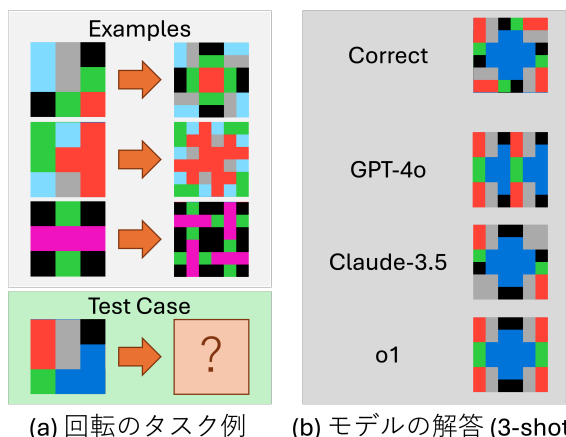 Examples
Test Case
?
(a) 回転のタスク例
Correct
GPT-4o
Claude-3.5
o1
(b) モデルの解答 (3-shot